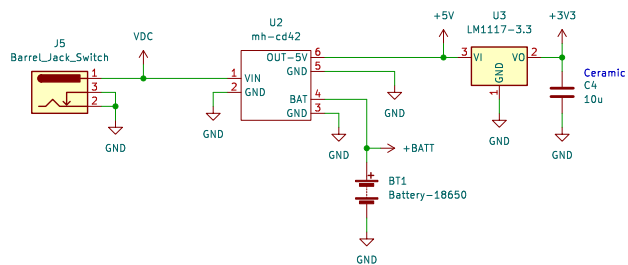 J5
Barrel_Jack_Switch
1
3
2
GND
VDC
U2
mh-cd42
1
VIN
2
GND
GND
OUT-5V
6
GND
5
BAT
4
GND
3
GND
GND
+BATT
BT1
Battery-18650
+
GND
+5V
U3
LM1117-3.3
3
VI
VO
2
GND
1
GND
+3V3
Ceramic
C4
10u
GND